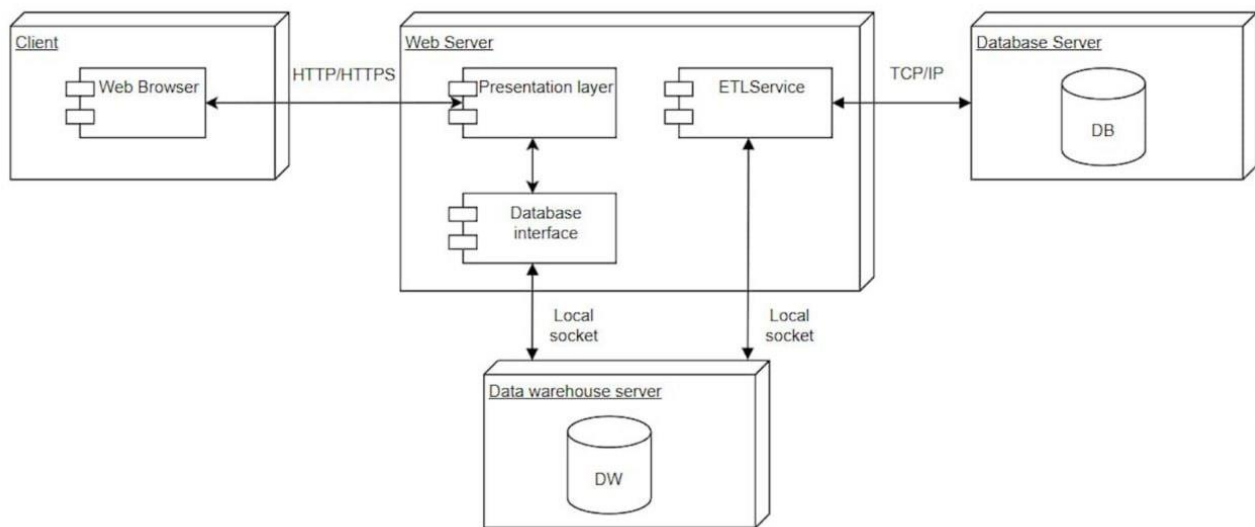 Client
Web Browser
HTTP/HTTPS
Web Server
Presentation layer
ETLService
TCP/IP
Database Server
DB
Database
interface
Local
socket
Local
socket
Data warehouse server
DW